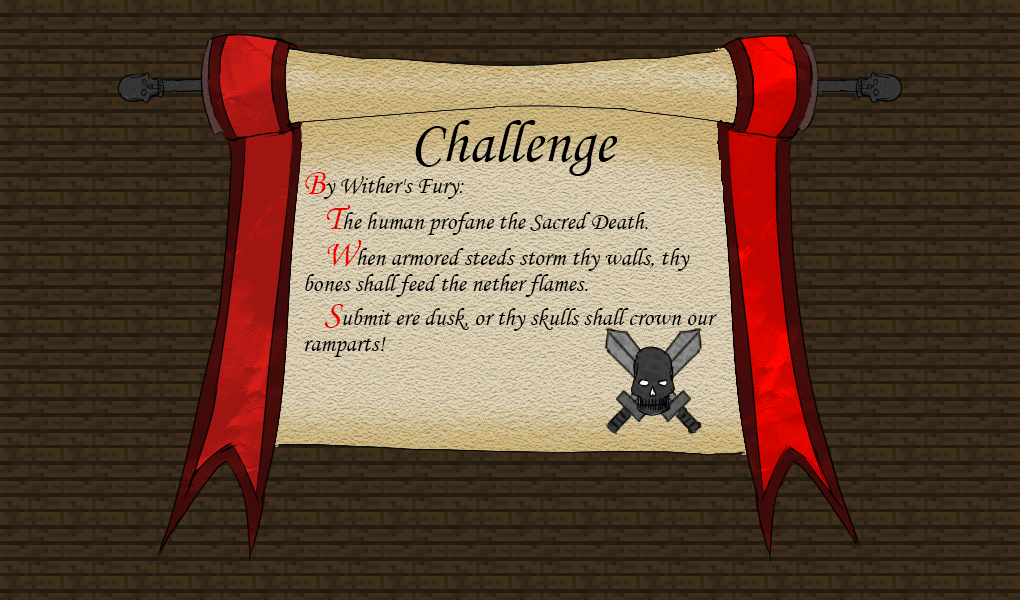 Challenge
By Wither's Fury:
The human profane the Sacred Death.
When armored steeds storm thy walls, thy
bones shall feed the nether flames.
Submit ere dusk, or thy skulls shall crown our
ramparts!